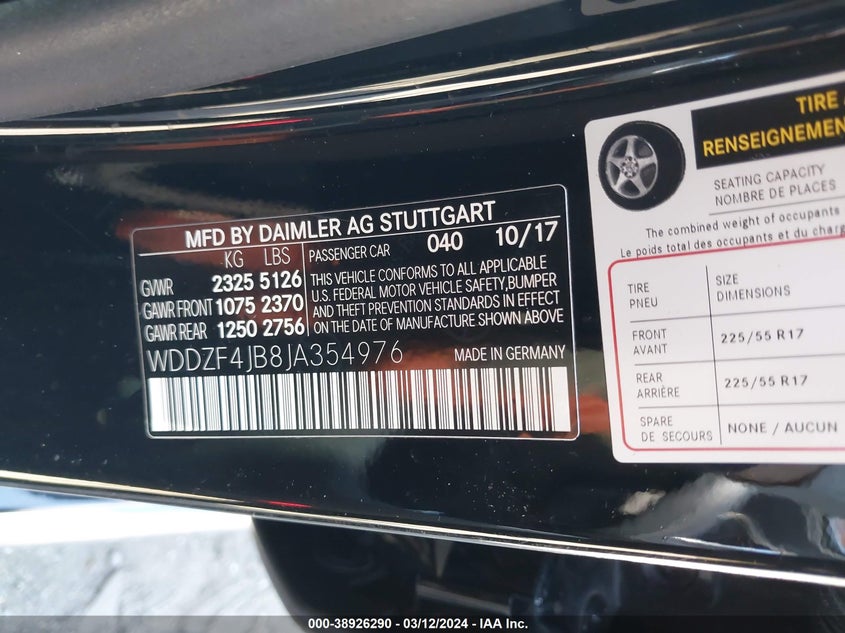 MFD BY DAIMLER AG STUTTGART
KG LBS
GVWR 2325 5126
GAWR FRONT 1075 2370
GAWR REAR 1250 2756
PASSENGER CAR 040 10/17
THIS VEHICLE CONFORMS TO ALL APPLICABLE
U.S. FEDERAL MOTOR VEHICLE SAFETY,BUMPER
AND THEFT PREVENTION STANDARDS IN EFFECT
ON THE DATE OF MANUFACTURE SHOWN ABOVE
WDDZF4JB8JA354976 MADE IN GERMANY
TIRE
RENSEIGNEMEN
SEATING CAPACITY
NOMBRE DE PLACES
The combined weight of occupants
Le poids total des occupants et du charg
TIRE
PNEU
SIZE
DIMENSIONS
FRONT
AVANT
225/55 R17
REAR
ARRIÈRE
225/55 R17
SPARE
DE SECOURS
NONE / AUCUN
000-38926290 - 03/12/2024 - IAA Inc.